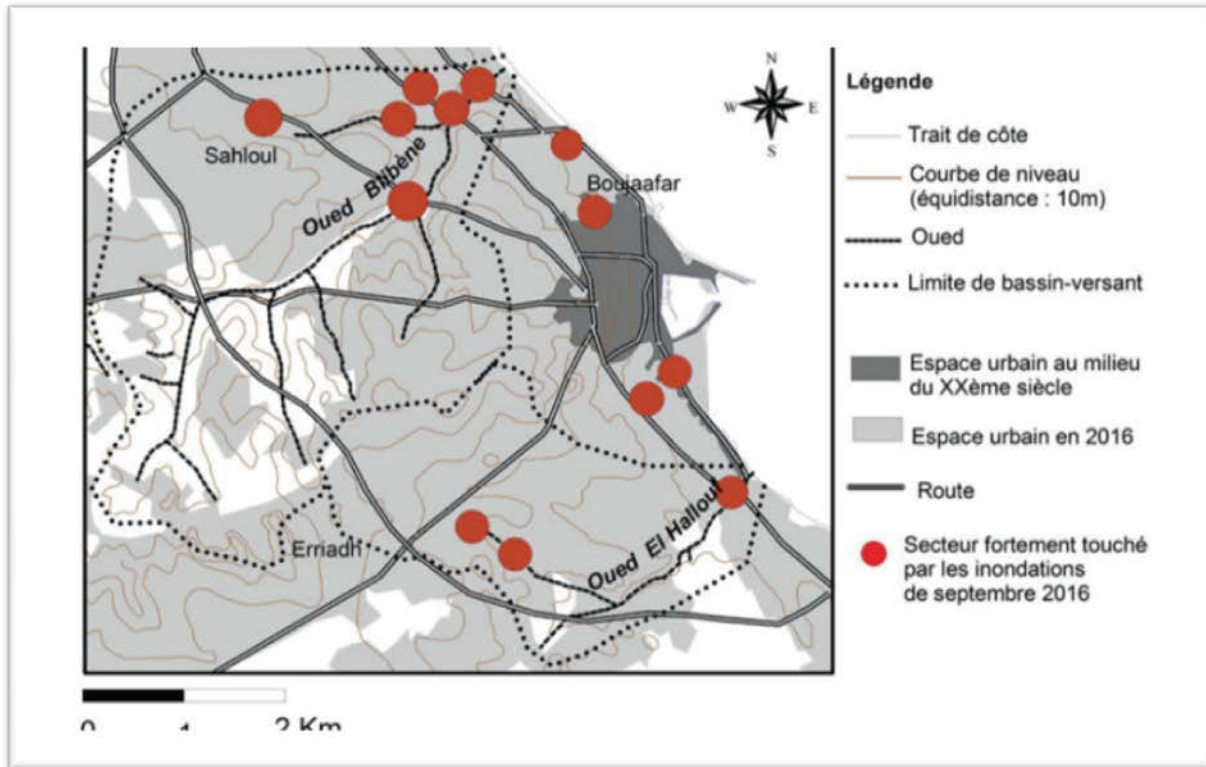 N
W E
S
Sahloul
Oued Blibène
Boujaafar
Erriadh
Oued El Halloul
2 Km
Légende
Trait de côte
Courbe de niveau
(équidistance : 10m)
Oued
Limite de bassin-versant
Espace urbain au milieu
du XXème siècle
Espace urbain en 2016
Route
Secteur fortement touché
par les inondations
de septembre 2016